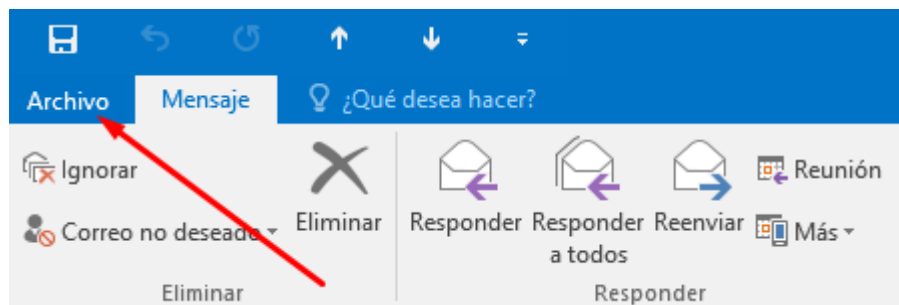 Archivo Mensaje ¿Qué desea hacer?
Ignorar
Correo no deseado
Eliminar
Responder
Responder
a todos
Reenviar
Reunión
Más
Eliminar
Responder